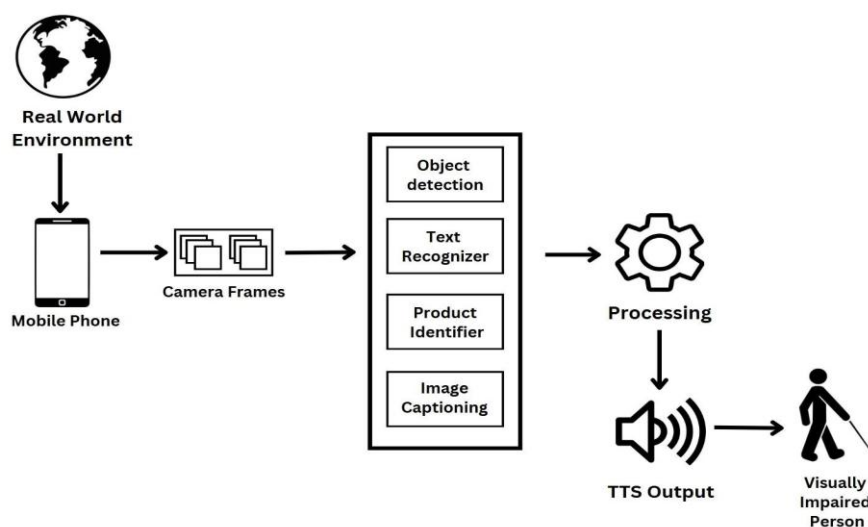 Real World
Environment
Mobile Phone
Camera Frames
Object
detection
Text
Recognizer
Product
Identifier
Image
Captioning
Processing
TTS Output
Visually
Impaired
Person